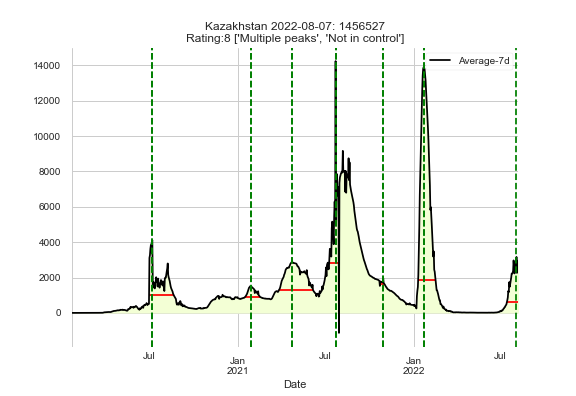 Kazakhstan 2022-08-07: 1456527
Rating:8 ['Multiple peaks', 'Not in control']
Average-7d
14000
12000
10000
8000
6000
4000
2000
0
Jul
Jan
2021
Jul
Jan
2022
Jul
Date